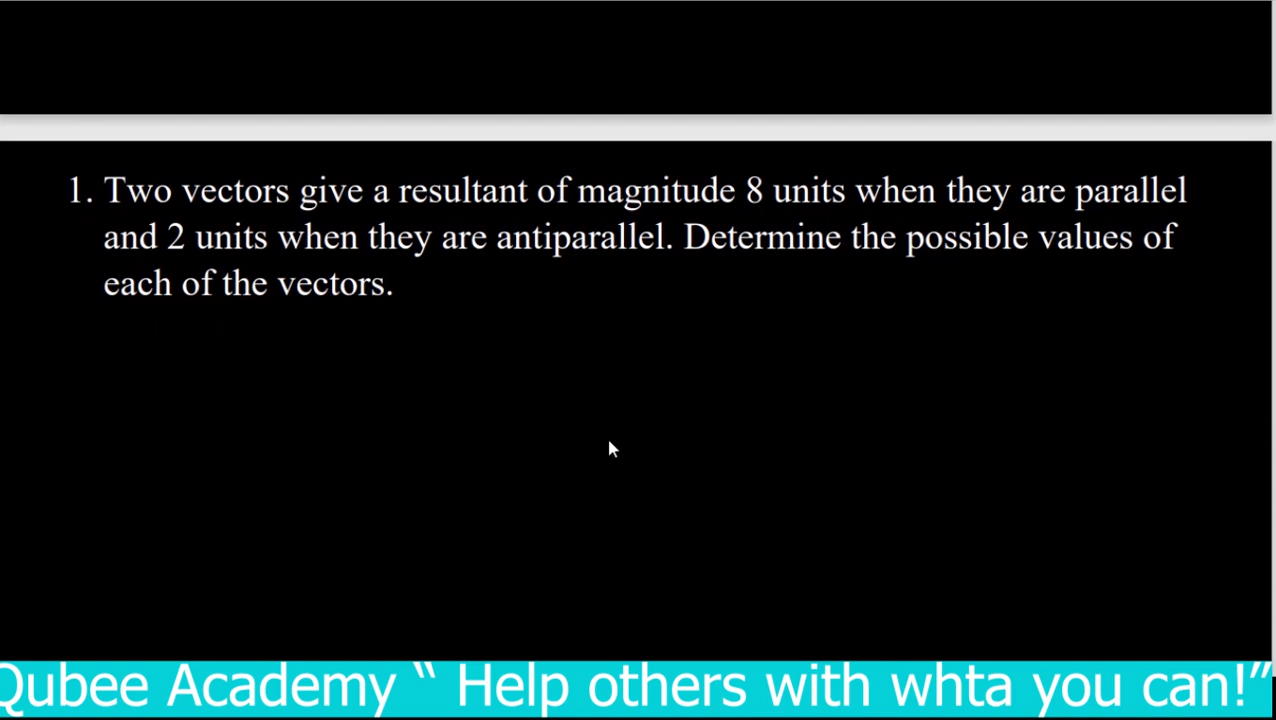 1. Two vectors give a resultant of magnitude 8 units when they are parallel
and 2 units when they are antiparallel. Determine the possible values of
each of the vectors.
Qubee Academy “ Help others with whta you can!”